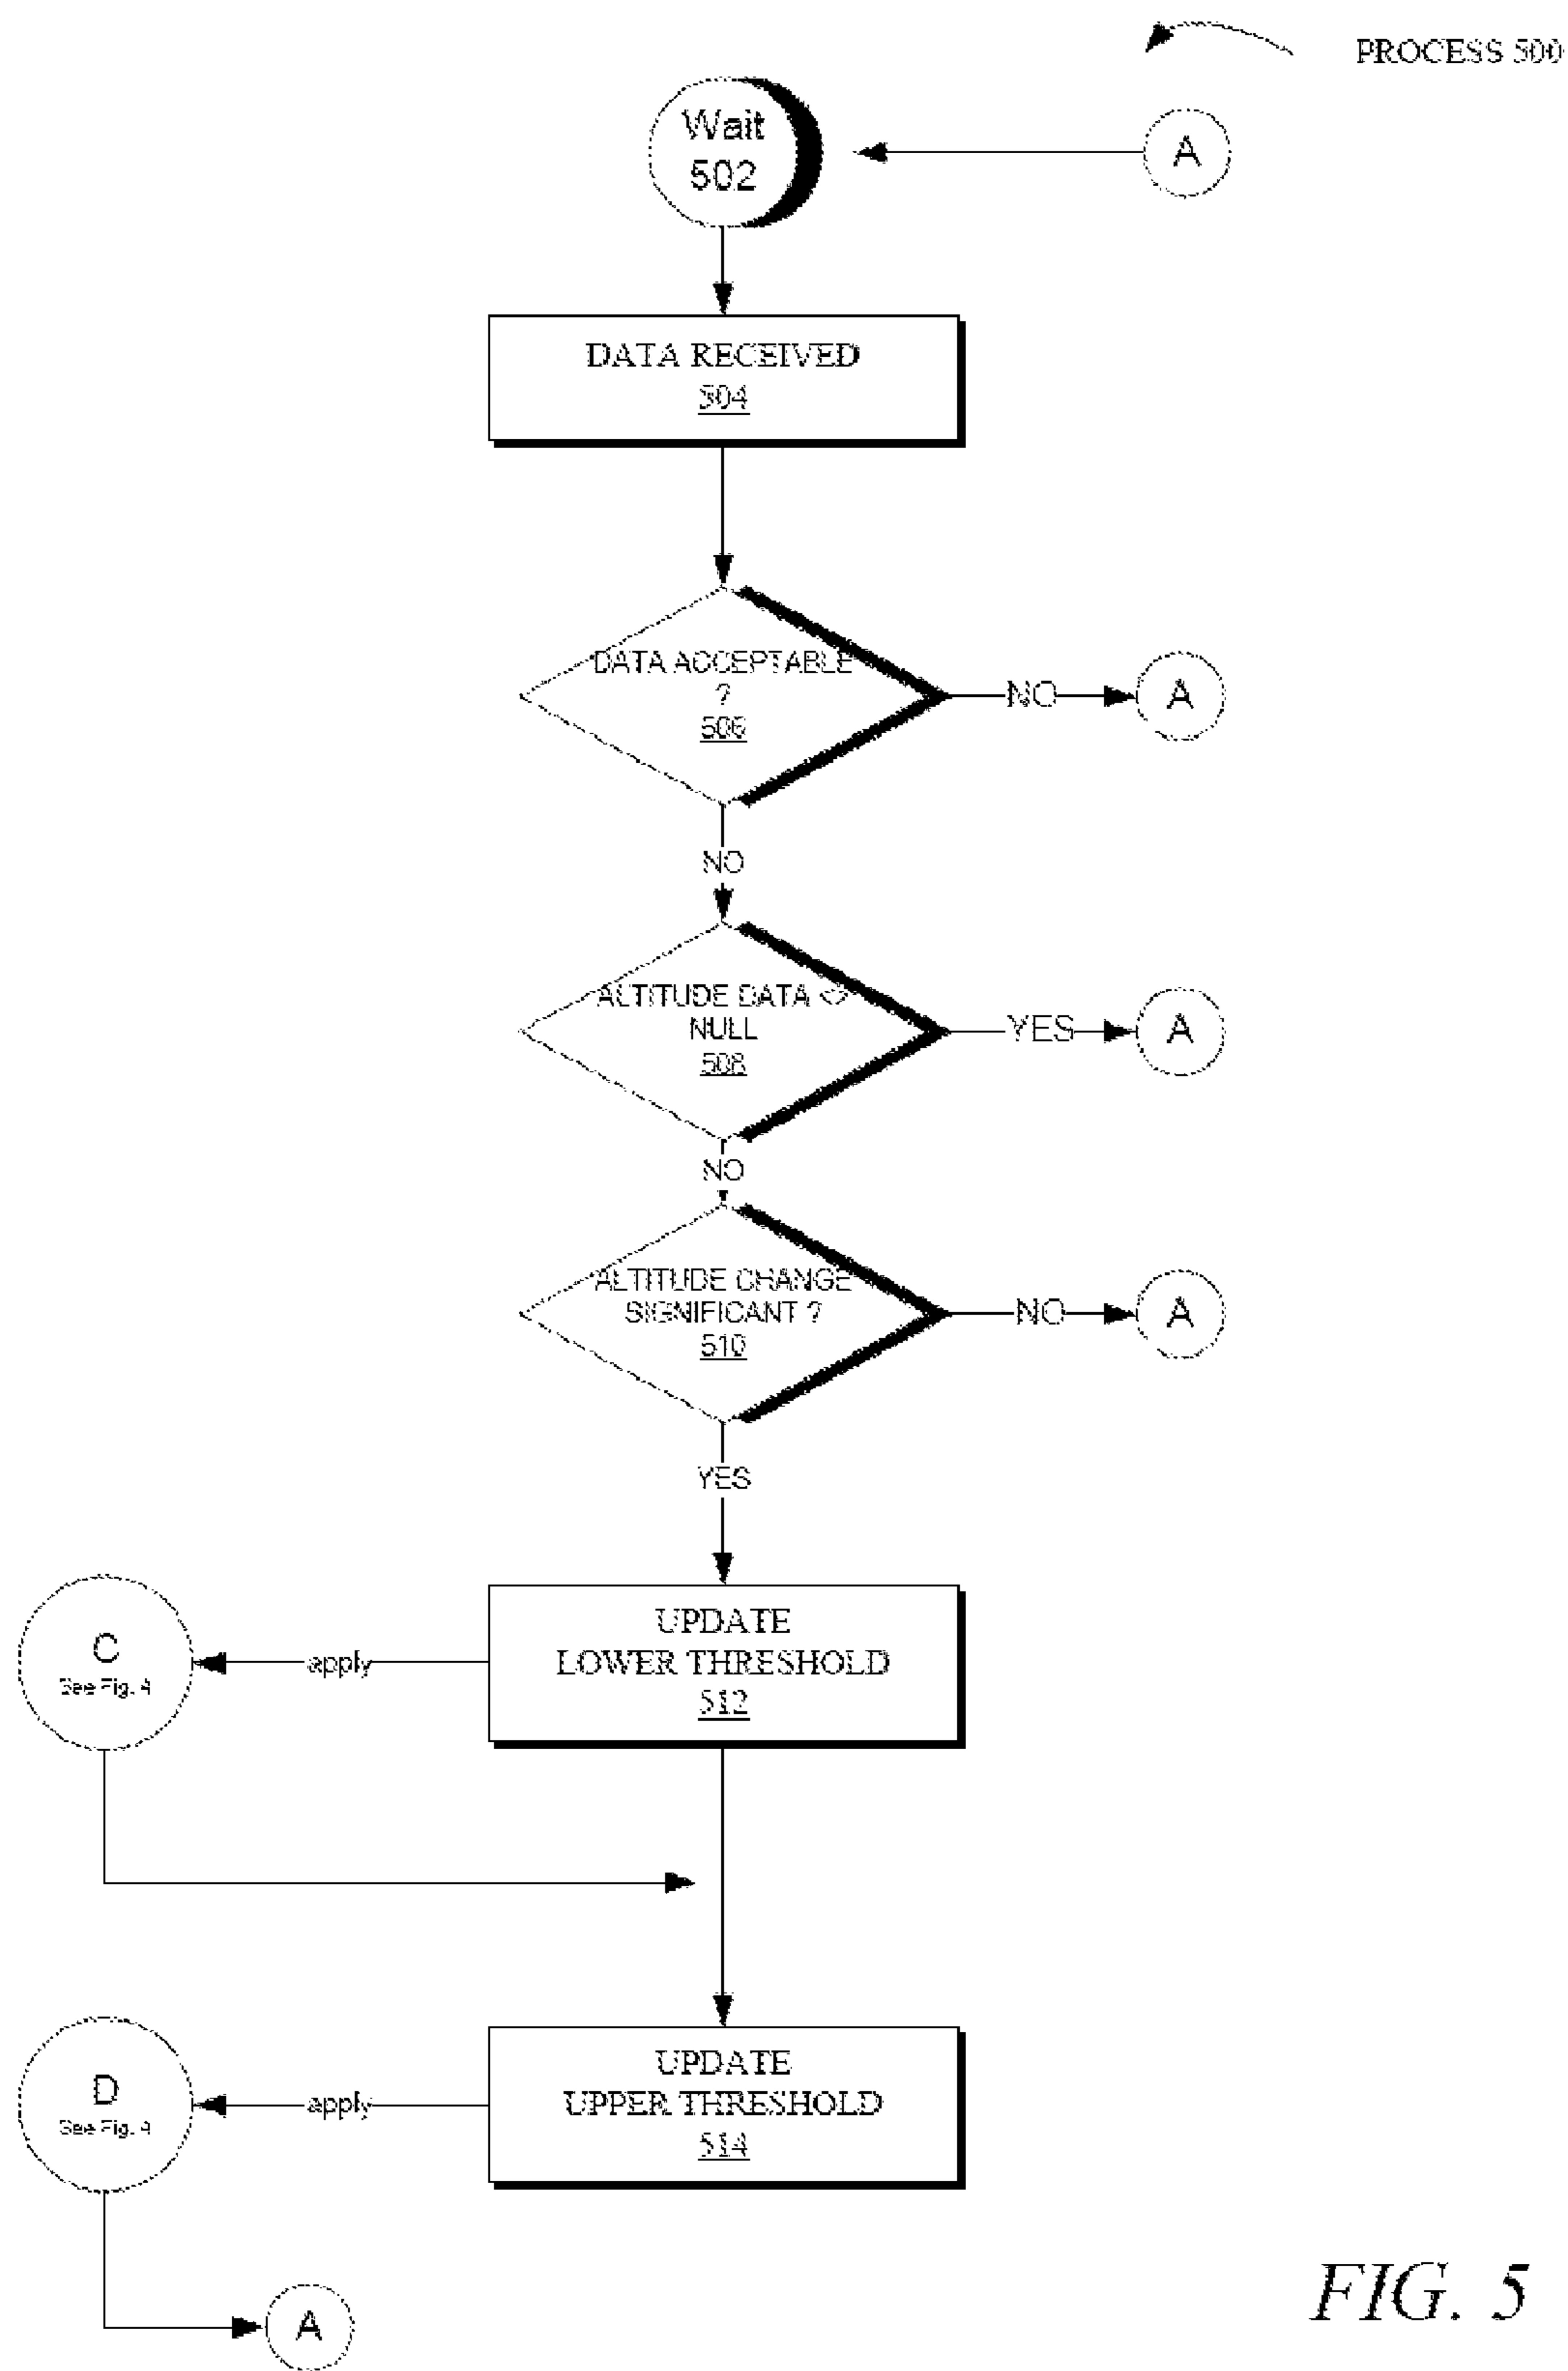 PROCESS 500
Wait
502
A
DATA RECEIVED
504
DATA ACCEPTABLE
?
506
NO
A
NO
ALTITUDE DATA <>
NULL
508
YES
A
NO
ALTITUDE CHANGE
SIGNIFICANT ?
510
NO
A
YES
UPDATE
LOWER THRESHOLD
512
apply
C
See Fig. 4
UPDATE
UPPER THRESHOLD
514
apply
D
See Fig. 4
A
FIG. 5